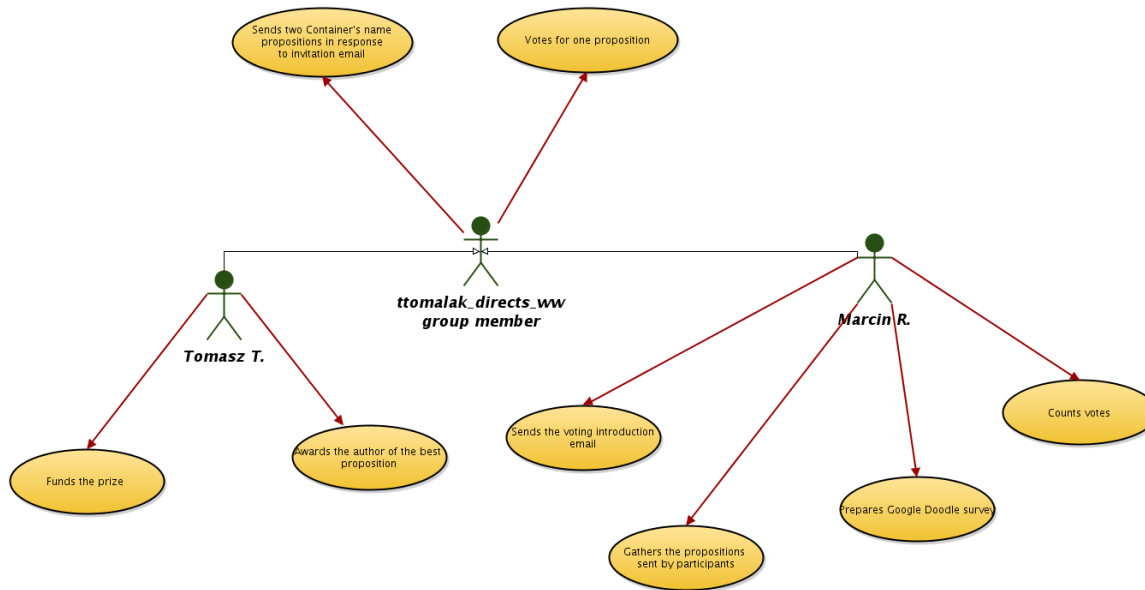 Sends two Container's name
propositions in response
to invitation email
Votes for one proposition
ttomalak_directs_ww
group member
Marcin R.
Tomasz T.
Counts votes
Sends the voting introduction
email
Awards the author of the best
proposition
Funds the prize
Prepares Google Doodle survey
Gathers the propositions
sent by participants